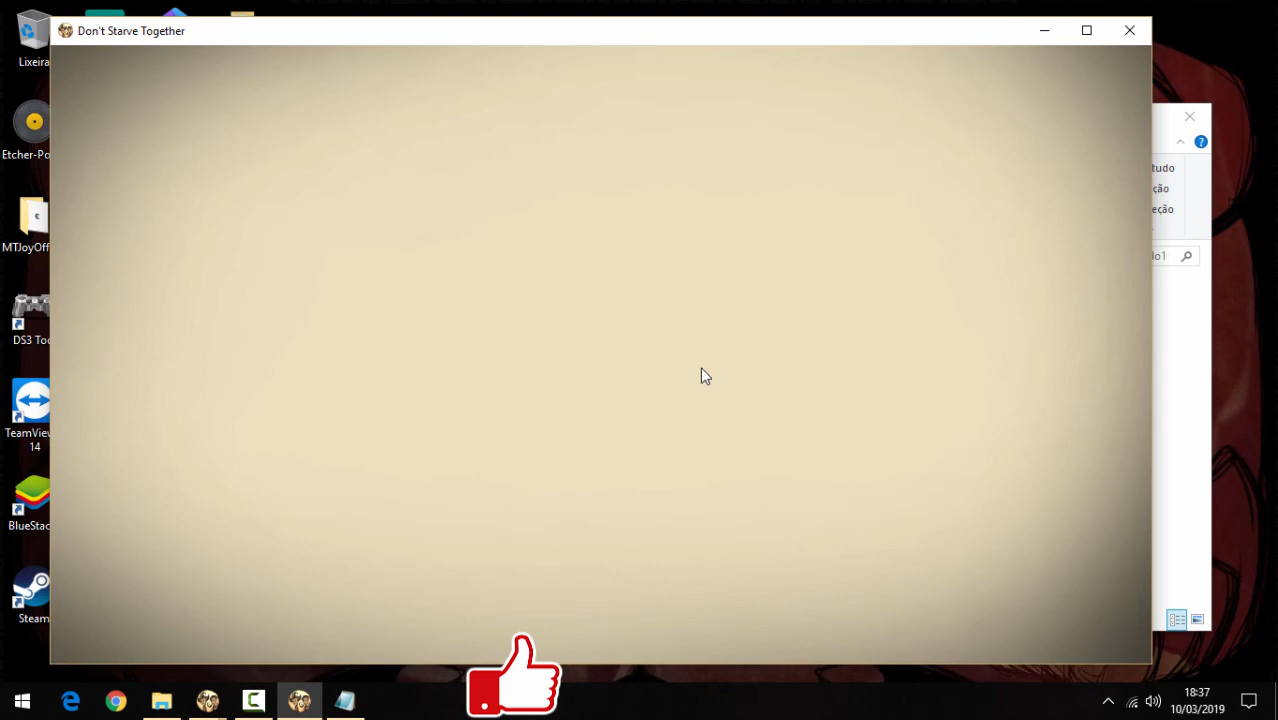 Don't Starve Together
Lixeira
Etcher-Po
MTJoyOff
DS3 Too
TeamView
14
BlueStac
Steam
tudo
ção
eção
do1
18:37
10/03/2019